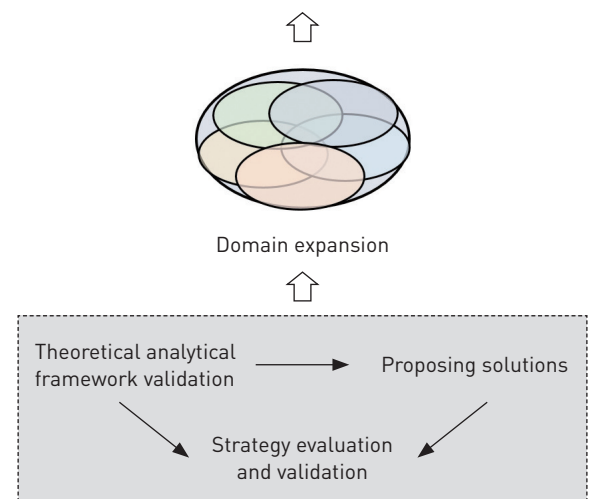 Domain expansion
Theoretical analytical
framework validation
Proposing solutions
Strategy evaluation
and validation